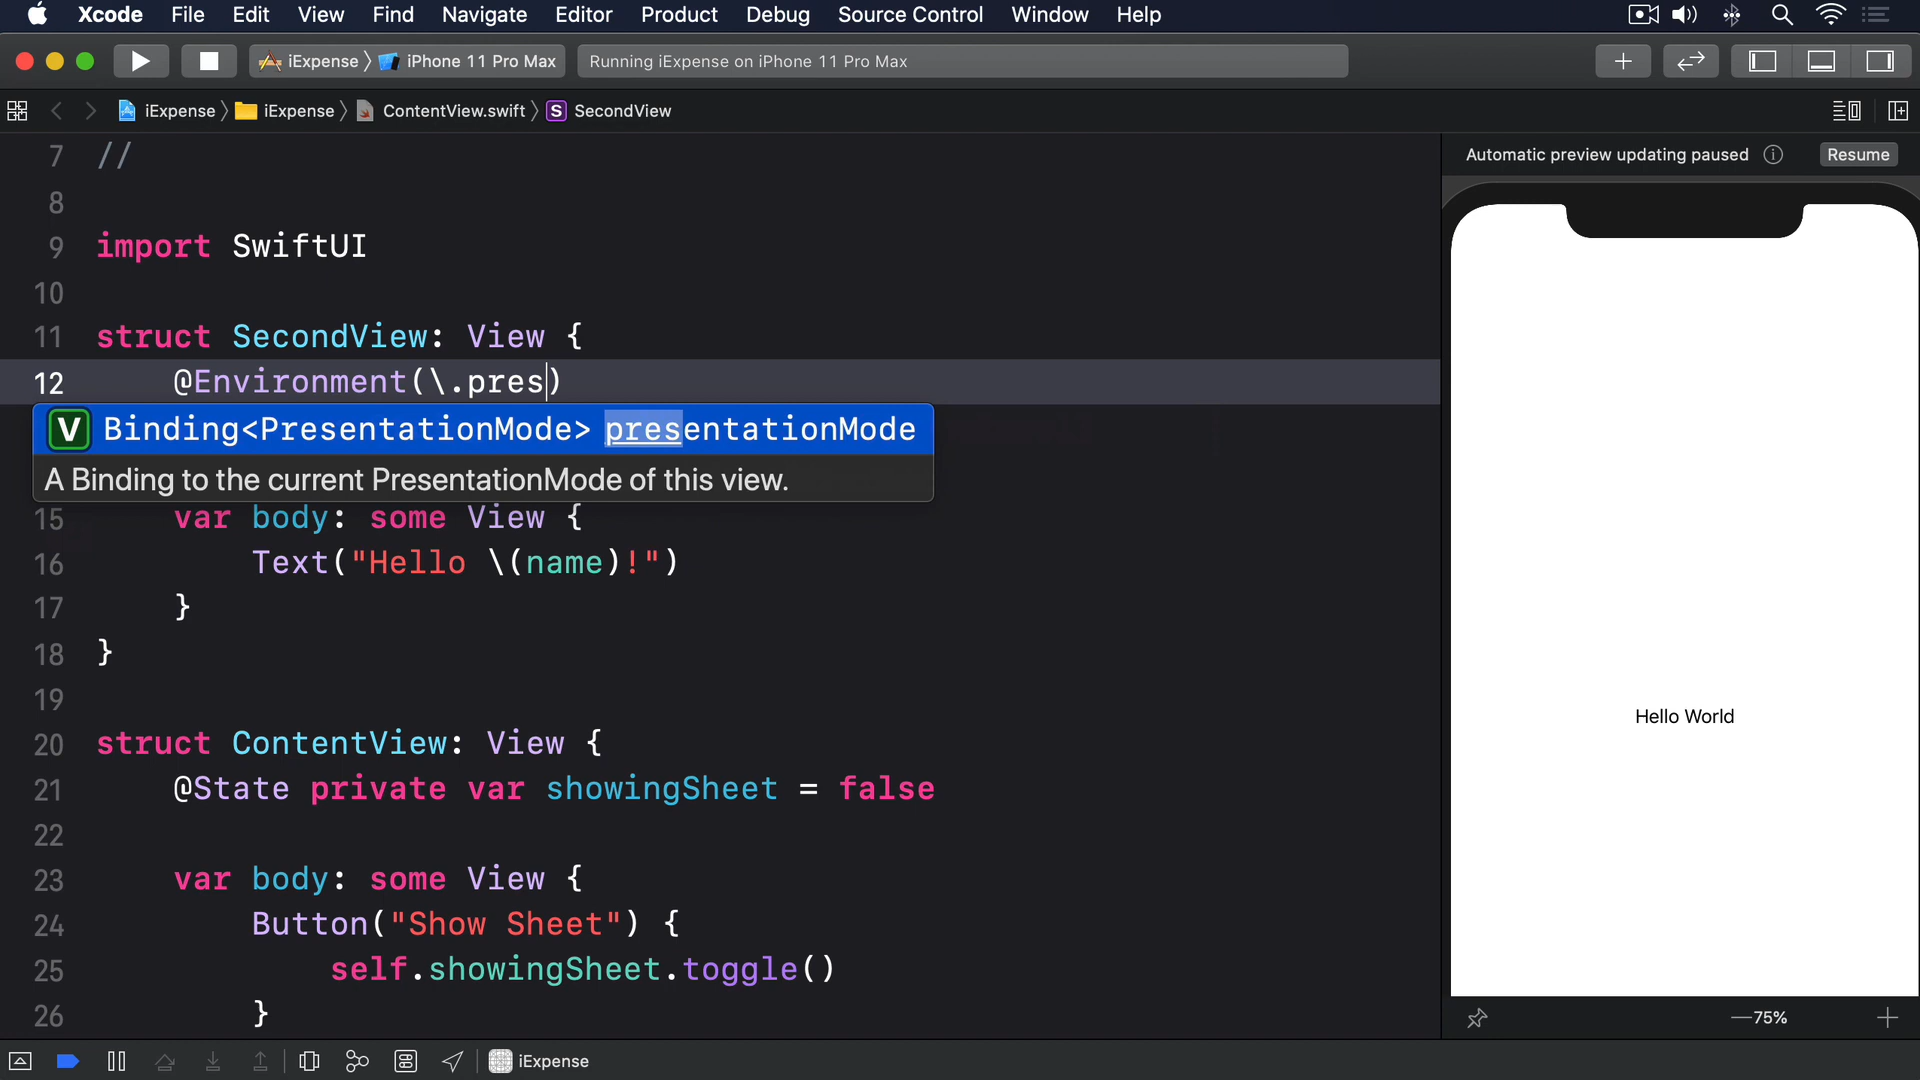 Xcode File Edit View Find Navigate Editor Product Debug Source Control Window Help
iExpense iPhone 11 Pro Max Running iExpense on iPhone 11 Pro Max
iExpense iExpense ContentView.swift S SecondView
7 //
8
9 import SwiftUI
10
11 struct SecondView: View {
12 @Environment(\.pres)
V Binding<PresentationMode> presentationMode
A Binding to the current PresentationMode of this view.
15 var body: some View {
16 Text("Hello \(name)!")
17 }
18 }
19
20 struct ContentView: View {
21 @State private var showingSheet = false
22
23 var body: some View {
24 Button("Show Sheet") {
25 self.showingSheet.toggle()
26 }
Automatic preview updating paused Resume
Hello World
75%
iExpense